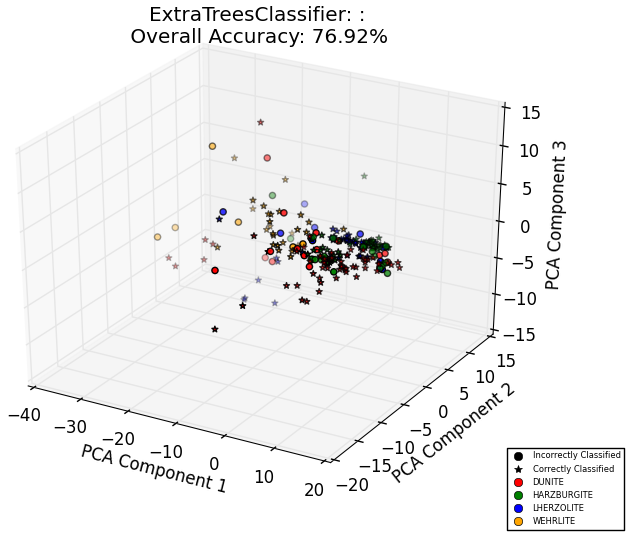 ExtraTreesClassifier: :
Overall Accuracy: 76.92%
15
10
5
0
−5
−10
−15
PCA Component 3
−40
−30
−20
−10
0
10
20
PCA Component 1
−20
−15
−10
−5
0
5
10
15
PCA Component 2
Incorrectly Classified
Correctly Classified
DUNITE
HARZBURGITE
LHERZOLITE
WEHRLITE